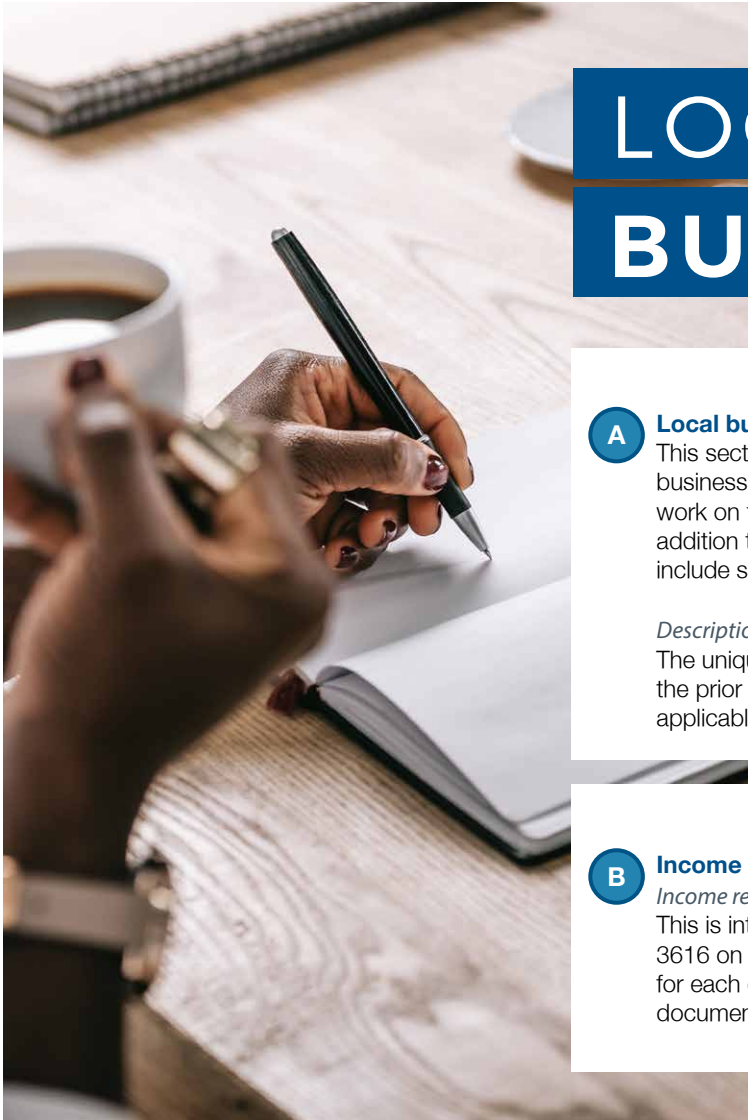 LO
BU
A
Local bu
This sect
business
work on
addition
include s
Descriptio
The uniq
the prior
applicabl
B
Income
Income re
This is int
3616 on
for each
documen